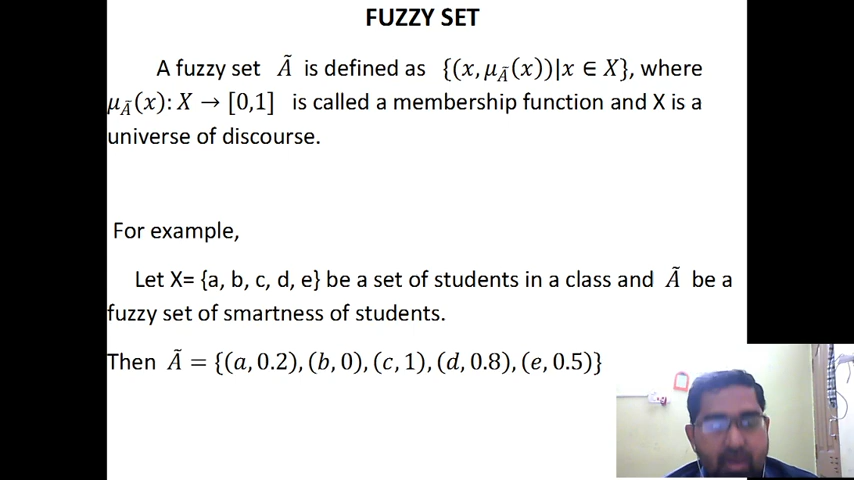 FUZZY SET
A fuzzy set Ã is defined as {(x, μ_Ã(x))|x ∈ X}, where
μ_Ã(x): X → [0,1] is called a membership function and X is a
universe of discourse.
For example,
Let X= {a, b, c, d, e} be a set of students in a class and Ã be a
fuzzy set of smartness of students.
Then Ã = {(a, 0.2), (b, 0), (c, 1), (d, 0.8), (e, 0.5)}